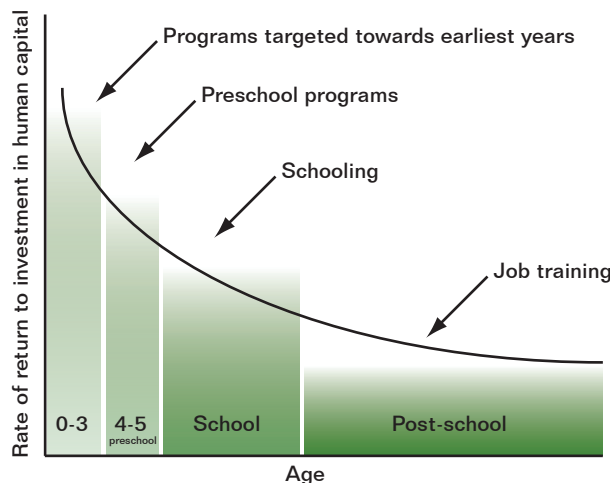 Rate of return to investment in human capital
Programs targeted towards earliest years
Preschool programs
Schooling
Job training
0-3
4-5
preschool
School
Post-school
Age